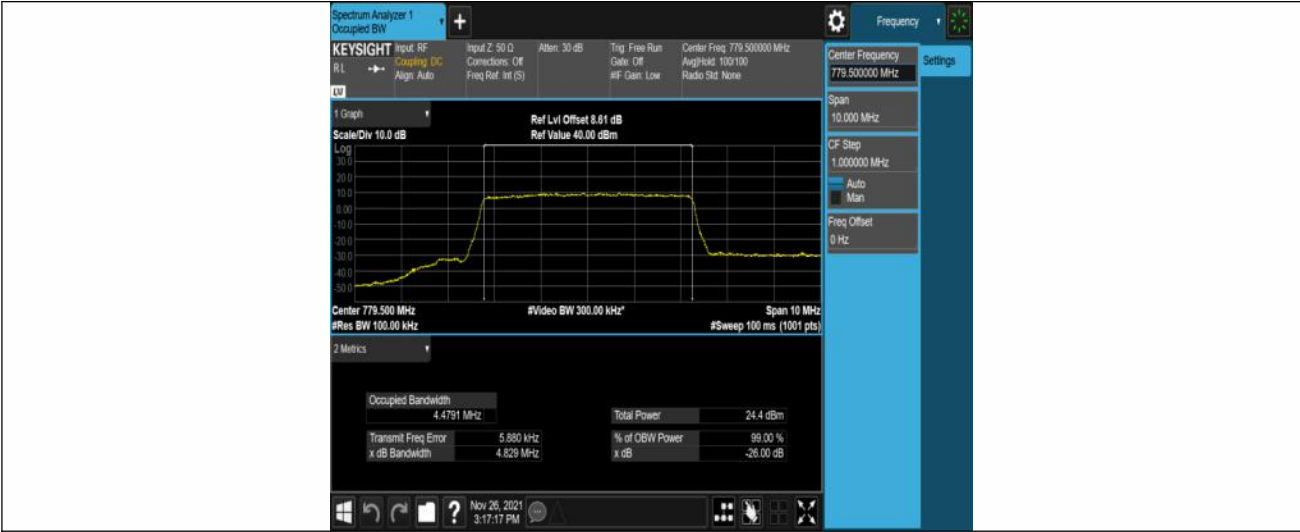 Spectrum Analyzer 1
Occupied BW
+
Frequency
KEYSIGHT
RL
Input: RF
Coupling: DC
Align: Auto
Input Z: 50 Ω
Corrections: Off
Freq Ref: Int (S)
Atten: 30 dB
Trig: Free Run
Gate: Off
#IF Gain: Low
Center Freq: 779.500000 MHz
Avg|Hold: 100/100
Radio Std: None
Center Frequency
779.500000 MHz
Settings
Span
10.000 MHz
CF Step
1.000000 MHz
Auto
Man
Freq Offset
0 Hz
1 Graph
Scale/Div 10.0 dB
Ref Lvl Offset 8.61 dB
Ref Value 40.00 dBm
Log
30.0
20.0
10.0
0.00
-10.0
-20.0
-30.0
-40.0
-50.0
Center 779.500 MHz
#Video BW 300.00 kHz*
Span 10 MHz
#Res BW 100.00 kHz
#Sweep 100 ms (1001 pts)
2 Metrics
Occupied Bandwidth
4.4791 MHz
Total Power 24.4 dBm
Transmit Freq Error 5.880 kHz
% of OBW Power 99.00 %
x dB Bandwidth 4.829 MHz
x dB -26.00 dB
?
Nov 26, 2021
3:17:17 PM